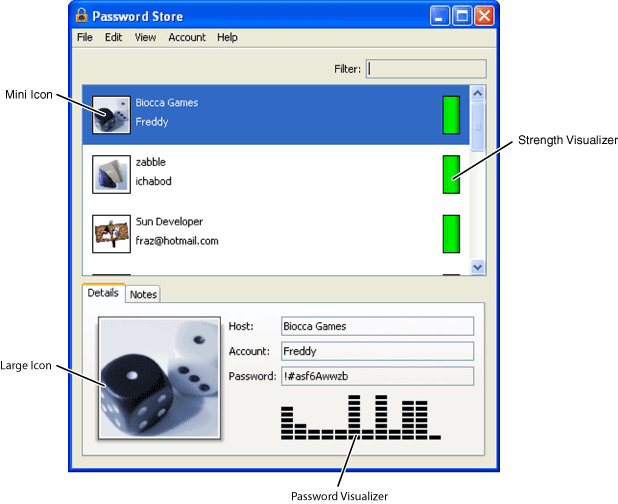 Password Store
File Edit View Account Help
Filter:
Mini Icon
Biocca Games
Freddy
Strength Visualizer
zabble
ichabod
Sun Developer
fraz@hotmail.com
Details Notes
Host: Biocca Games
Account: Freddy
Large Icon
Password: !#asf6Awwzb
Password Visualizer